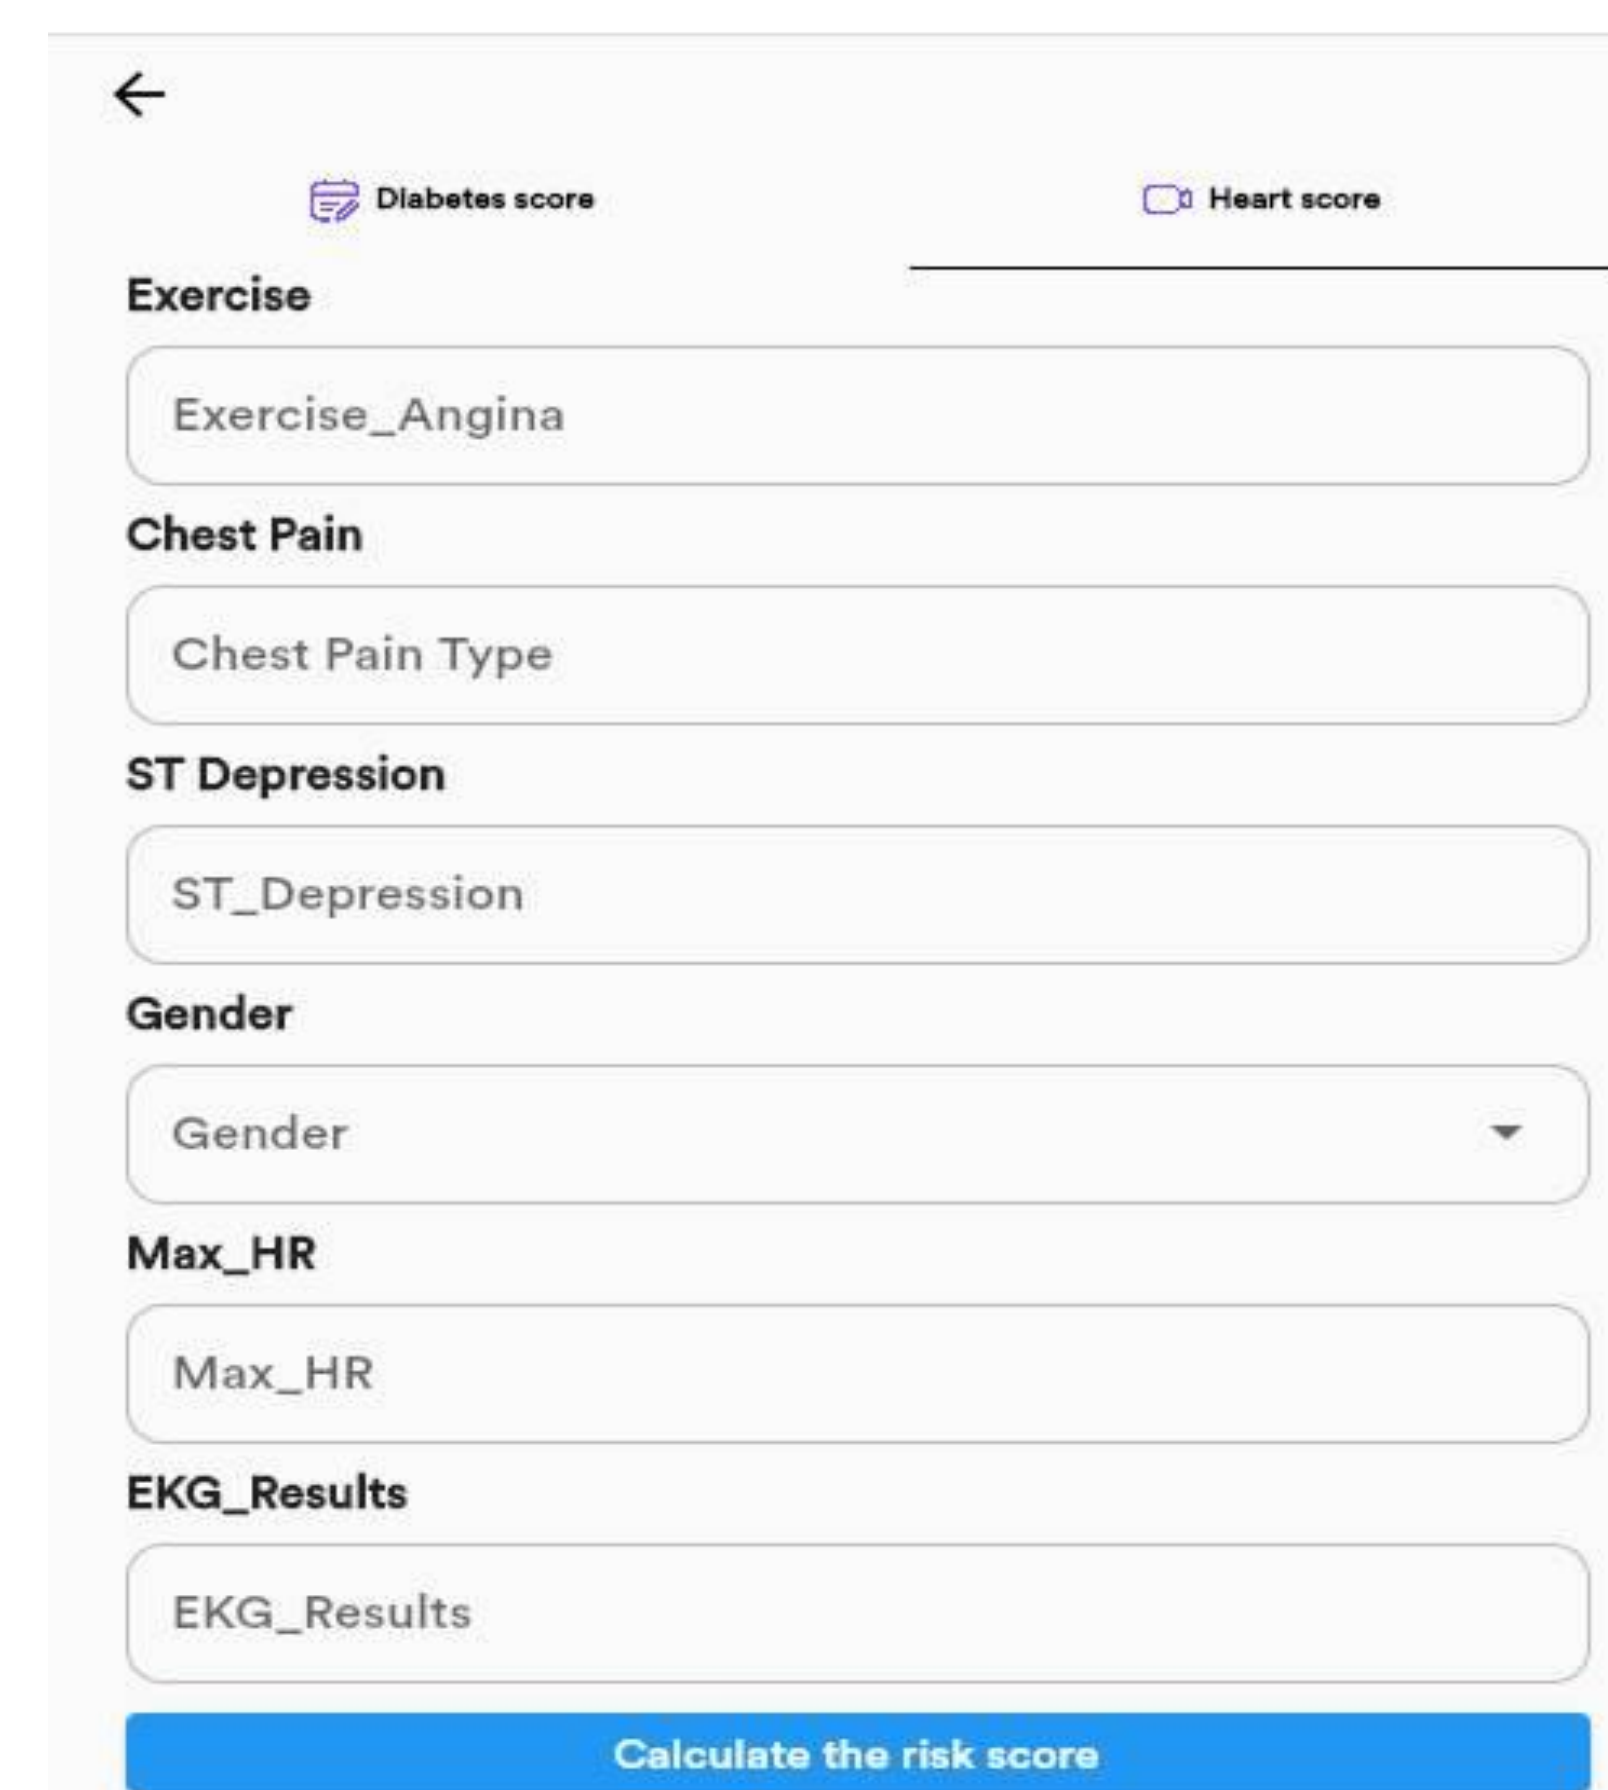 Diabetes score
Heart score
Exercise
Exercise_Angina
Chest Pain
Chest Pain Type
ST Depression
ST_Depression
Gender
Gender
Max_HR
Max_HR
EKG_Results
EKG_Results
Calculate the risk score